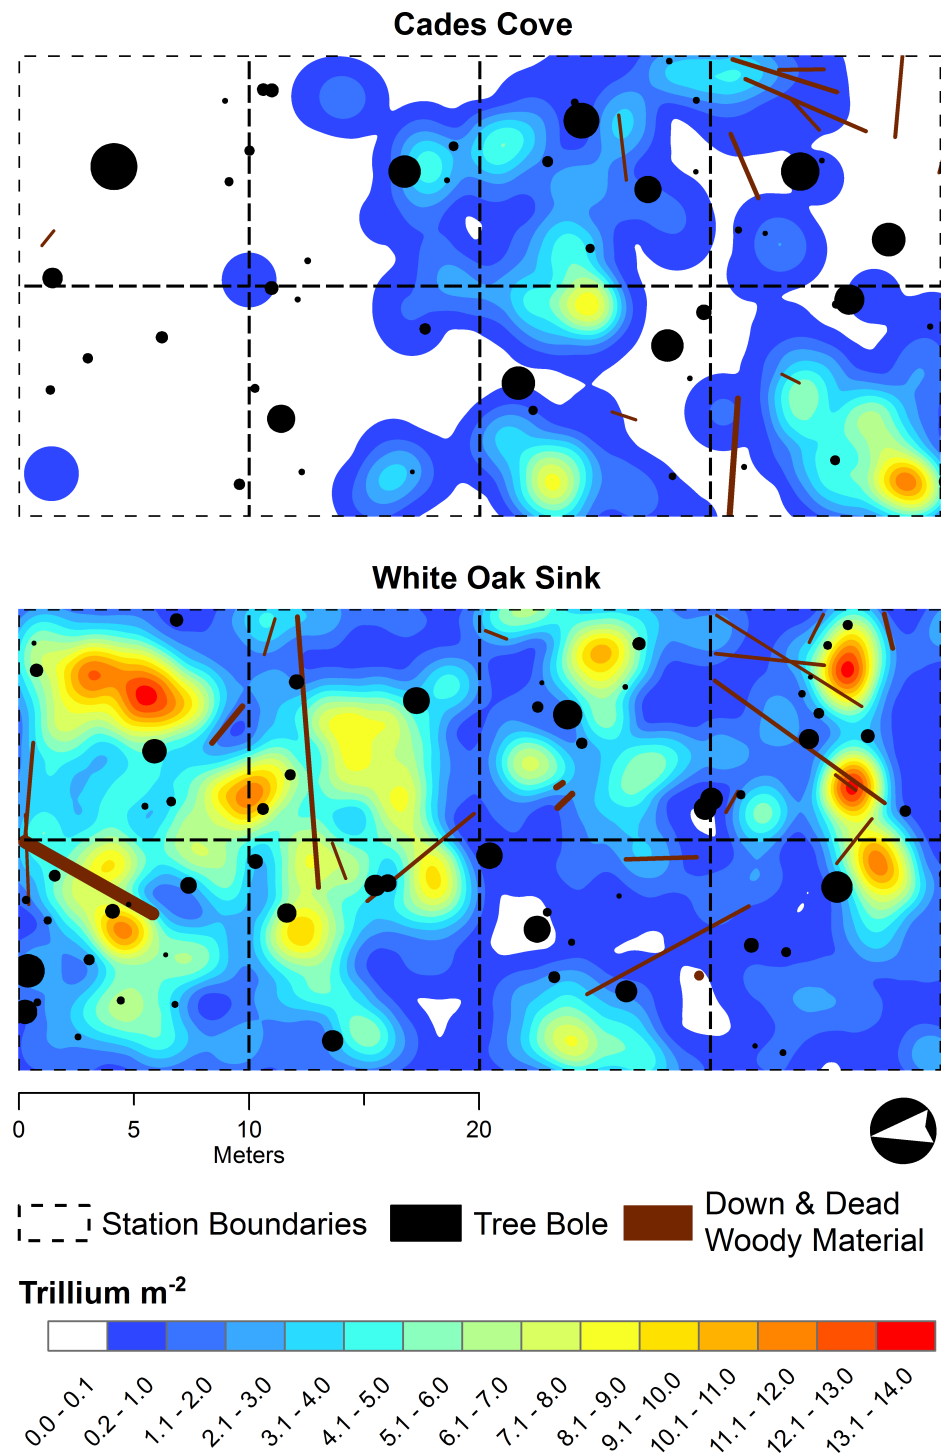 Cades Cove
White Oak Sink
0 5 10 20
Meters
Station Boundaries
Tree Bole
Down & Dead
Woody Material
Trillium m-2
0.0 - 0.1
0.2 - 1.0
1.1 - 2.0
2.1 - 3.0
3.1 - 4.0
4.1 - 5.0
5.1 - 6.0
6.1 - 7.0
7.1 - 8.0
8.1 - 9.0
9.1 - 10.0
10.1 - 11.0
11.1 - 12.0
12.1 - 13.0
13.1 - 14.0